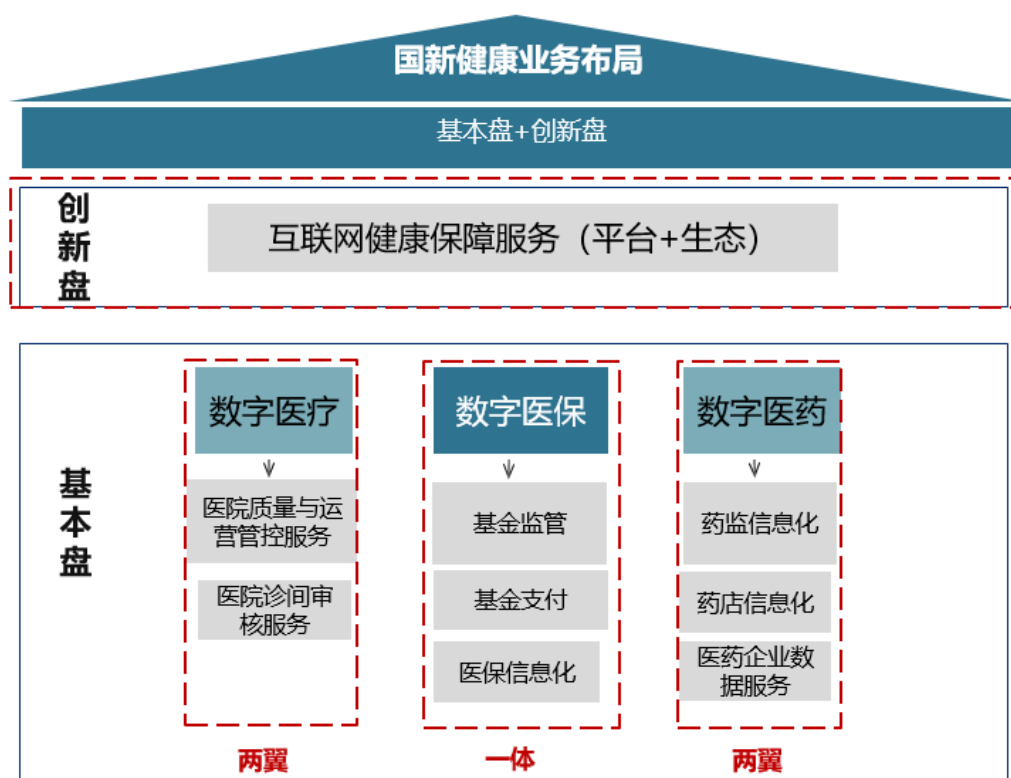 国新健康业务布局
基本盘+创新盘
创新盘
互联网健康保障服务（平台+生态）
基本盘
数字医疗
医院质量与运
营管控服务
医院诊间审
核服务
两翼
数字医保
基金监管
基金支付
医保信息化
一体
数字医药
药监信息化
药店信息化
医药企业数
据服务
两翼